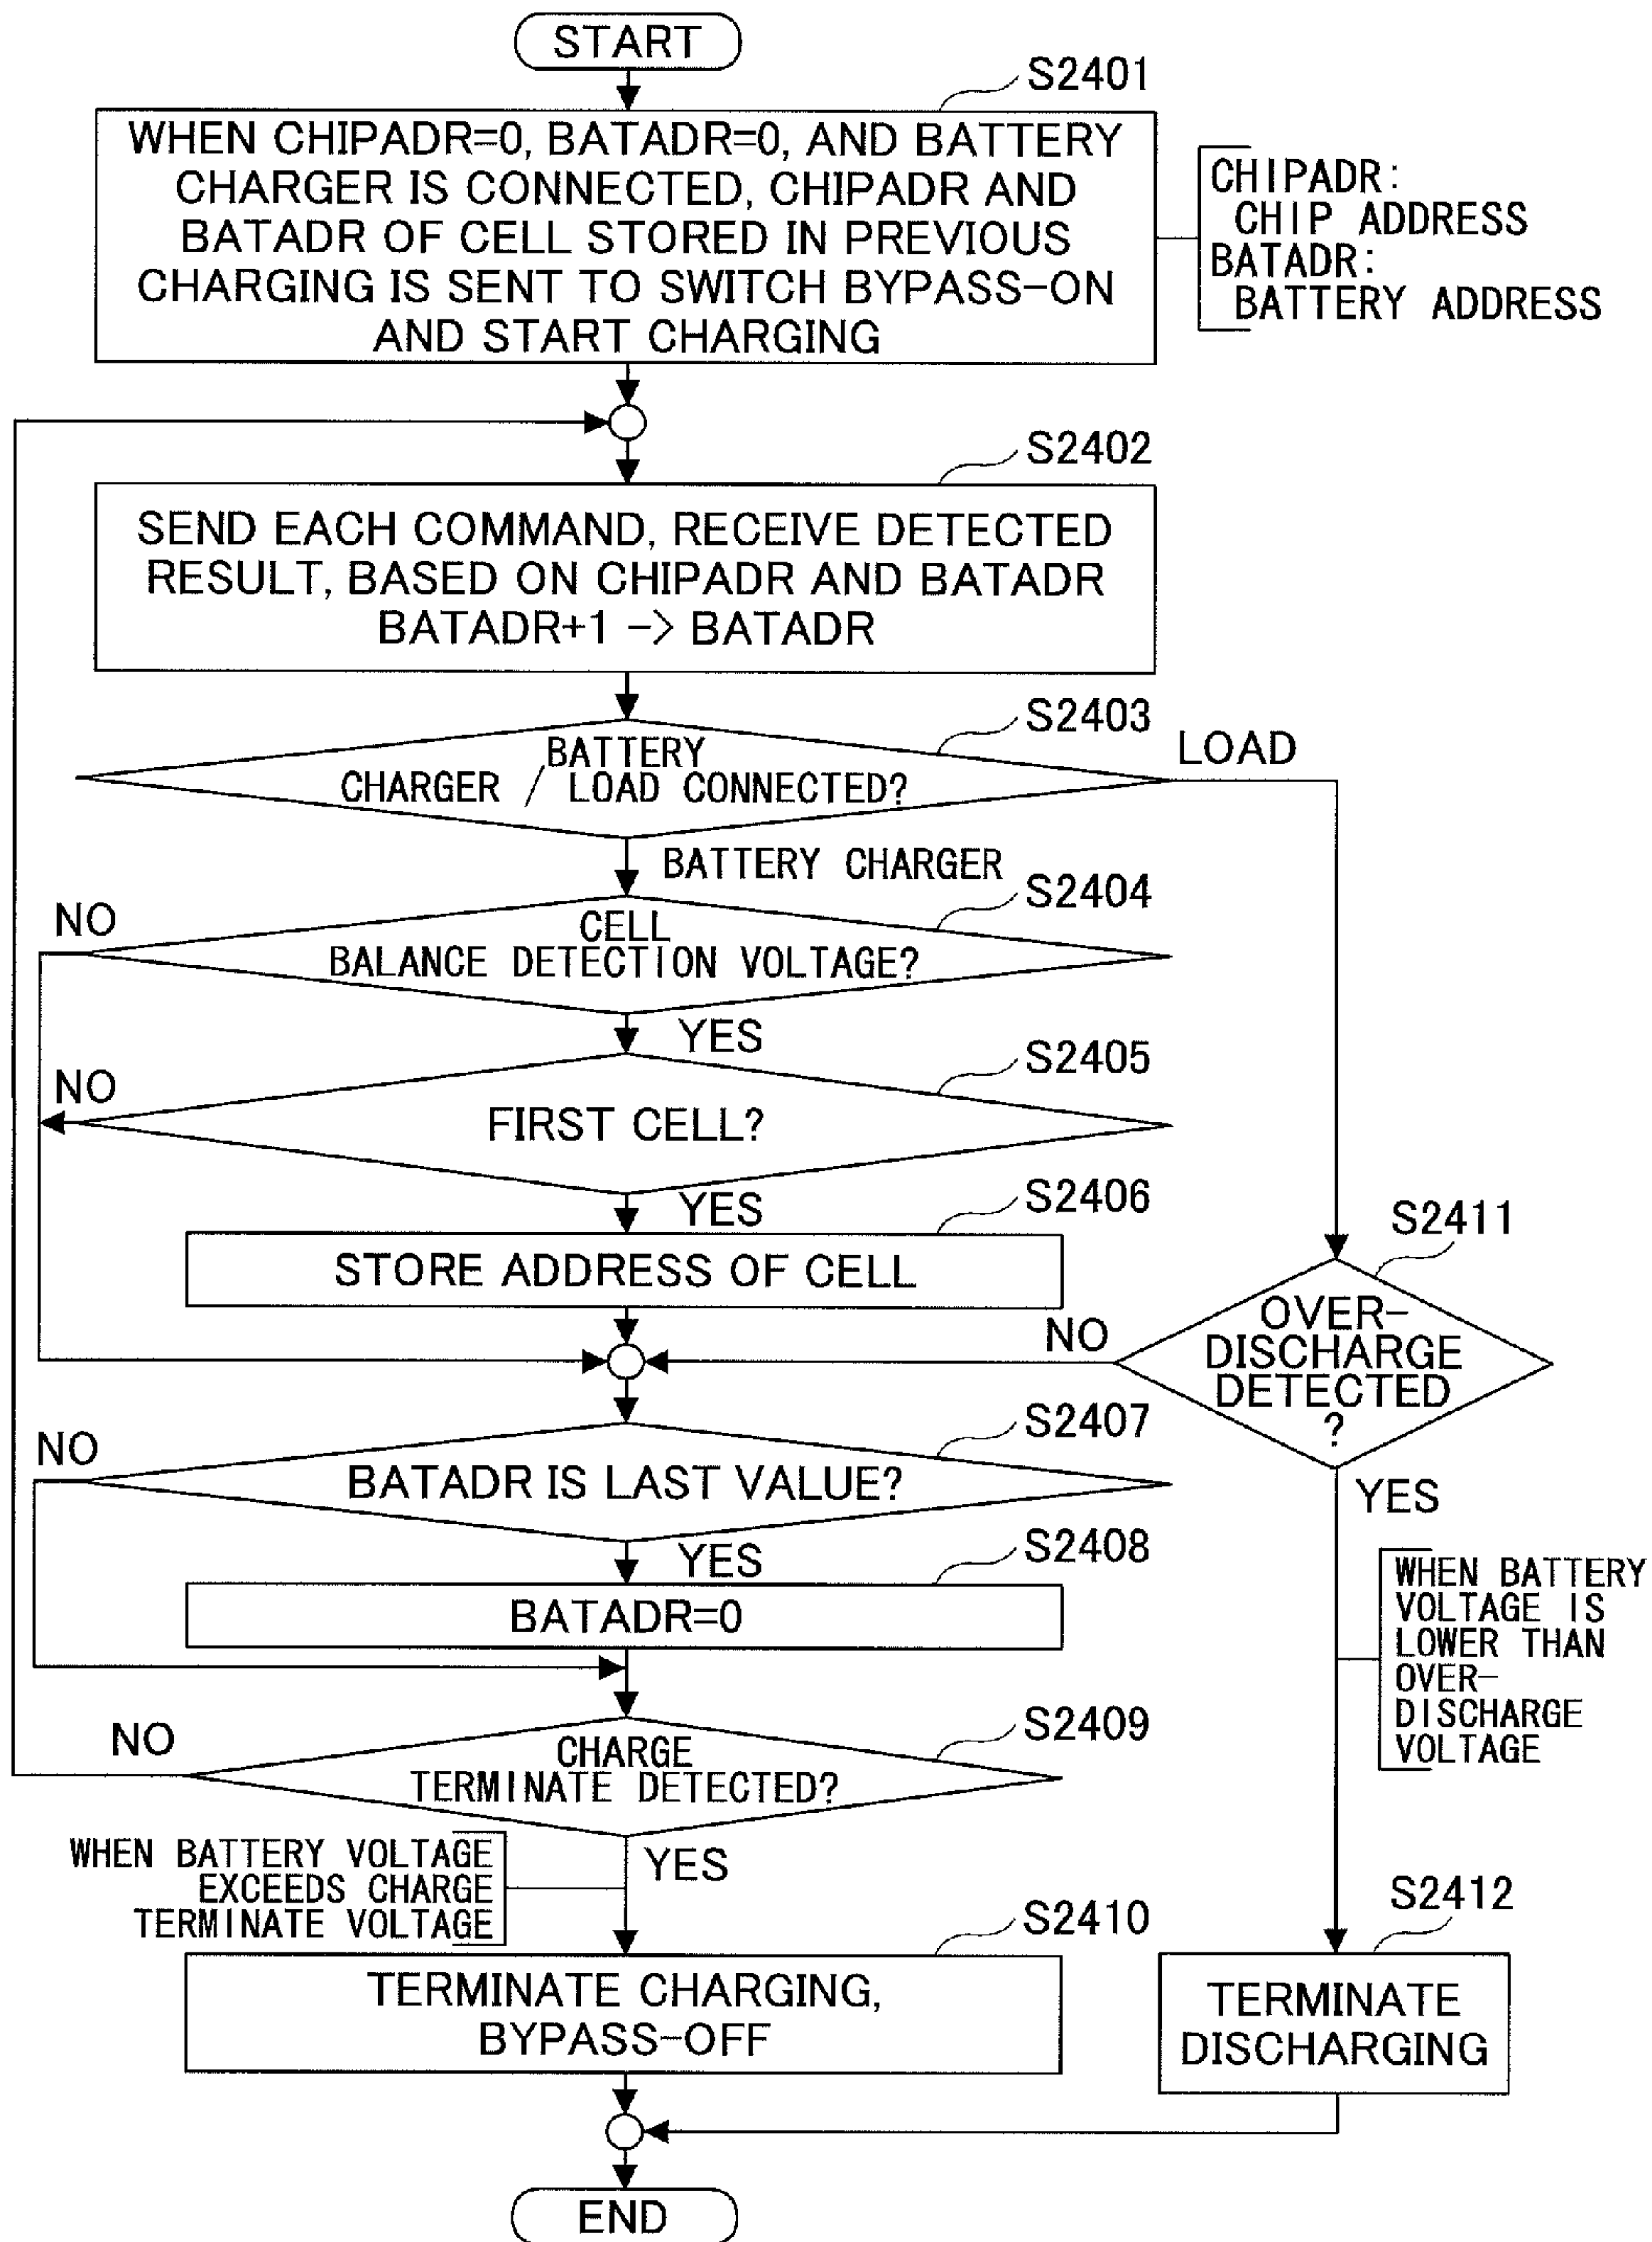 START
S2401
WHEN CHIPADR=0, BATADR=0, AND BATTERY
CHARGER IS CONNECTED, CHIPADR AND
BATADR OF CELL STORED IN PREVIOUS
CHARGING IS SENT TO SWITCH BYPASS-ON
AND START CHARGING
CHIPADR:
CHIP ADDRESS
BATADR:
BATTERY ADDRESS
S2402
SEND EACH COMMAND, RECEIVE DETECTED
RESULT, BASED ON CHIPADR AND BATADR
BATADR+1 -> BATADR
S2403
BATTERY
CHARGER / LOAD CONNECTED?
LOAD
BATTERY CHARGER
S2404
NO
CELL
BALANCE DETECTION VOLTAGE?
YES
S2405
NO
FIRST CELL?
YES
S2406
STORE ADDRESS OF CELL
S2411
OVER-
DISCHARGE
DETECTED
?
NO
YES
S2407
NO
BATADR IS LAST VALUE?
YES
S2408
BATADR=0
WHEN BATTERY
VOLTAGE IS
LOWER THAN
OVER-
DISCHARGE
VOLTAGE
S2409
NO
CHARGE
TERMINATE DETECTED?
YES
WHEN BATTERY VOLTAGE
EXCEEDS CHARGE
TERMINATE VOLTAGE
S2410
TERMINATE CHARGING,
BYPASS-OFF
S2412
TERMINATE
DISCHARGING
END